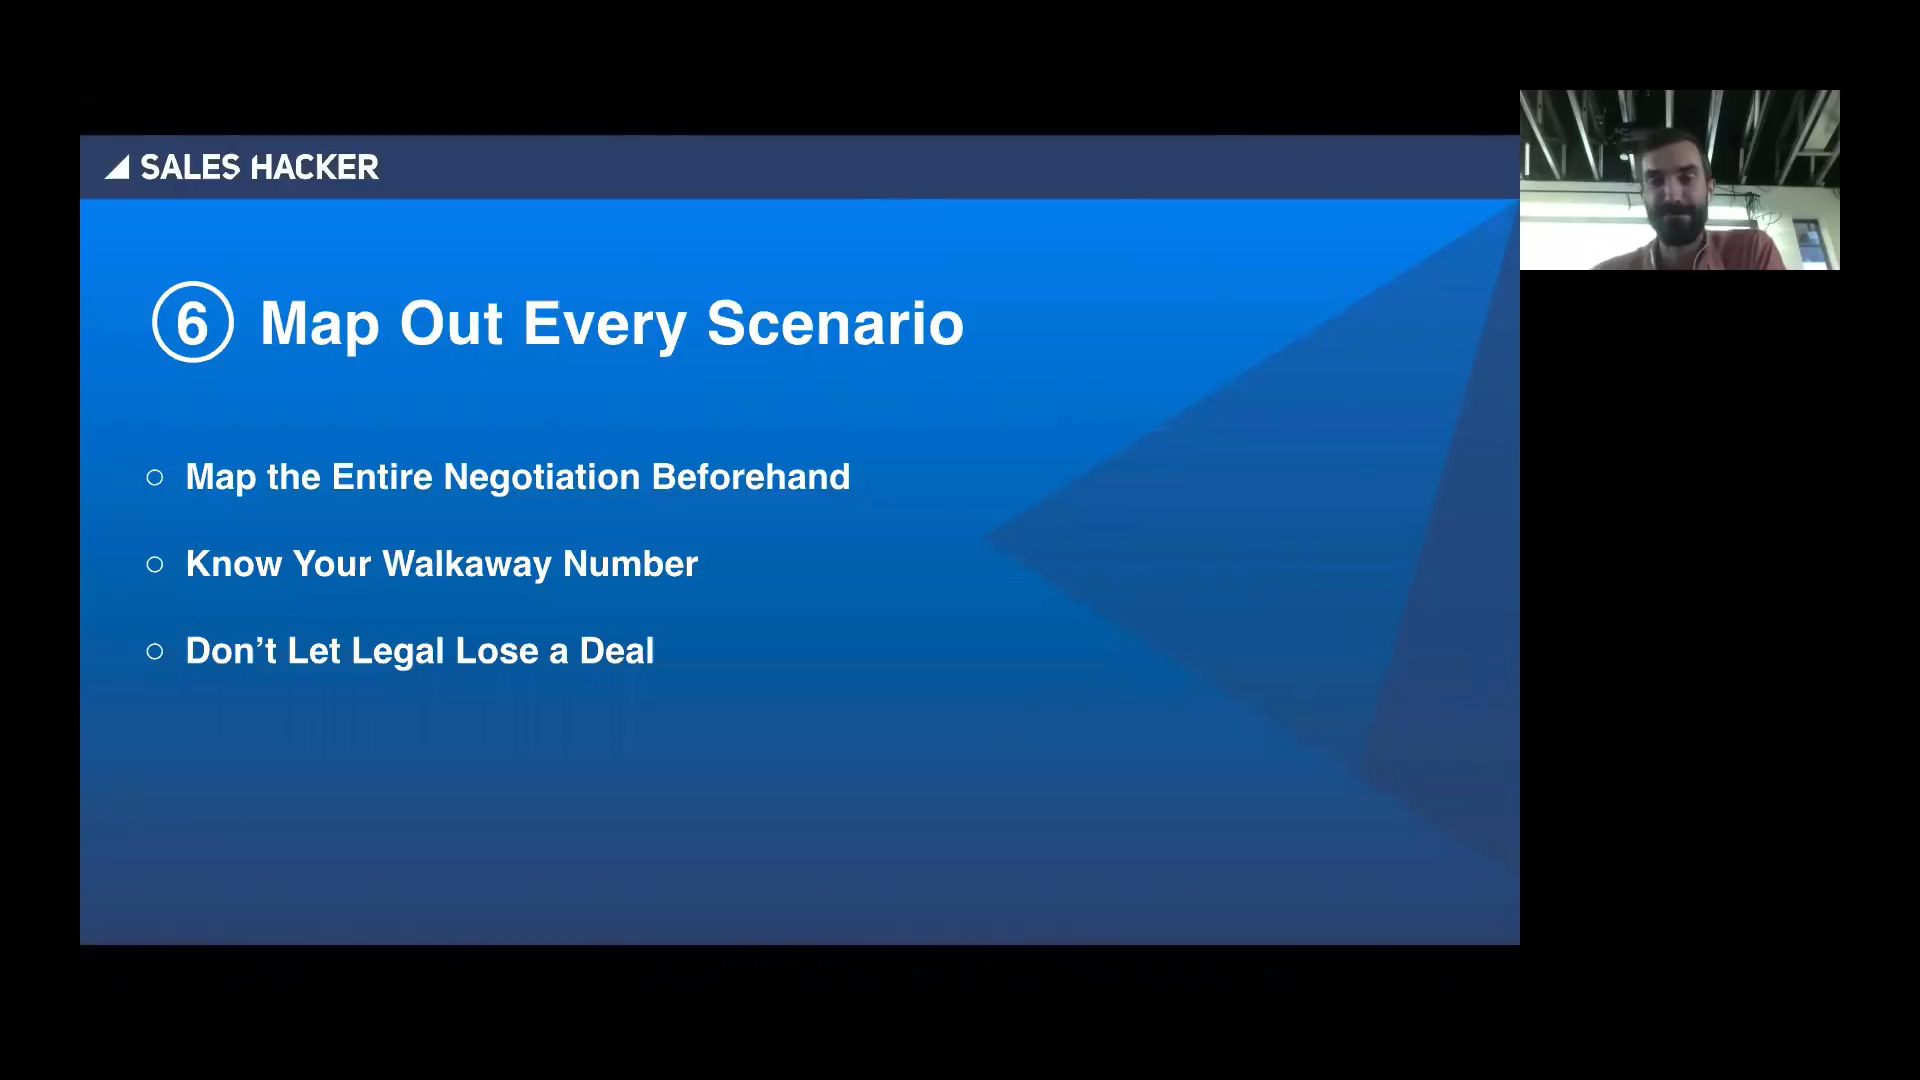 SALES HACKER
6 Map Out Every Scenario
Map the Entire Negotiation Beforehand
Know Your Walkaway Number
Don’t Let Legal Lose a Deal